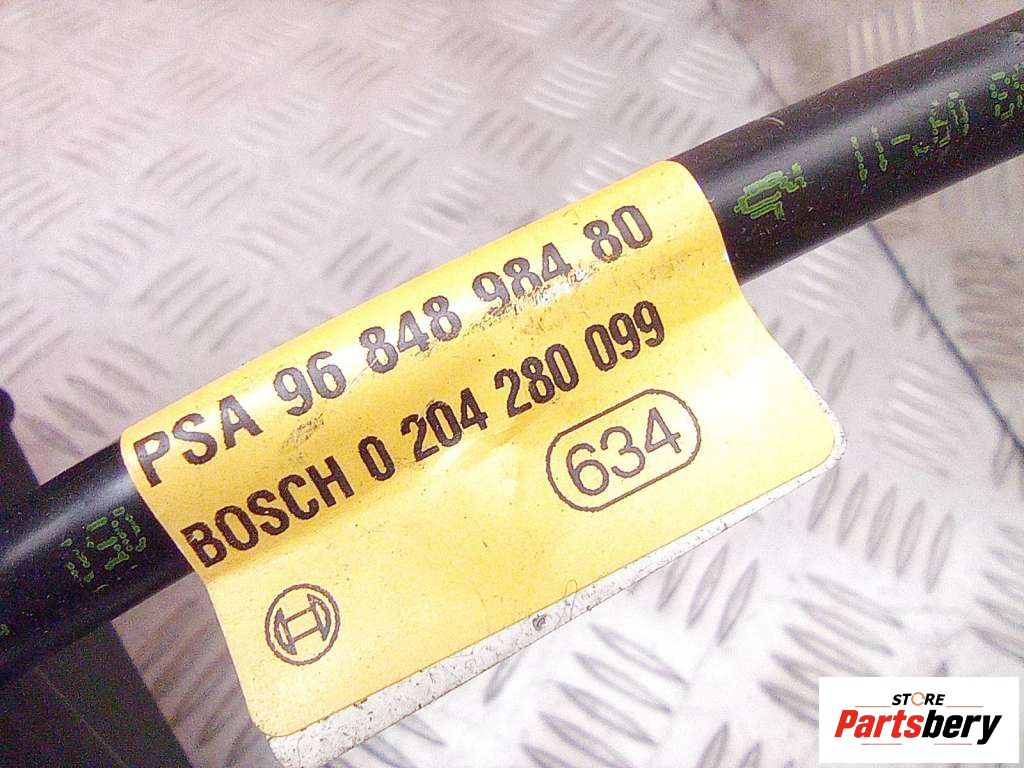 PSA 96 848 984 80
BOSCH 0 204 280 099
634
STORE
Partsbery